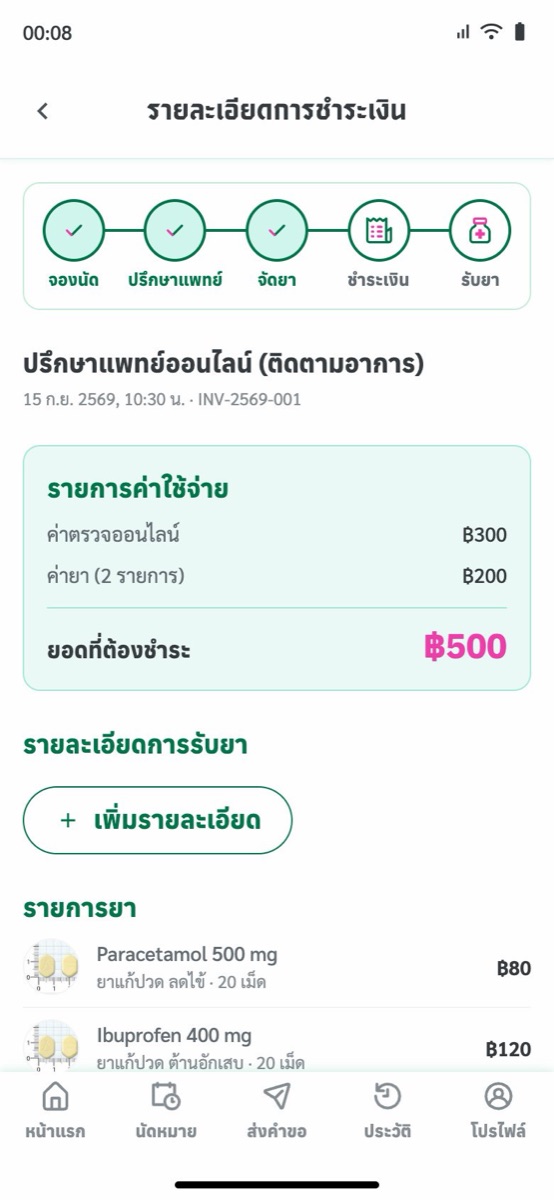 00:08
รายละเอียดการชำระเงิน
จองนัด ปรึกษาแพทย์ จัดยา ชำระเงิน รับยา
ปรึกษาแพทย์ออนไลน์ (ติดตามอาการ)
15 ก.ย. 2569, 10:30 น. · INV-2569-001
รายการค่าใช้จ่าย
ค่าตรวจออนไลน์ ฿300
ค่ายา (2 รายการ) ฿200
ยอดที่ต้องชำระ ฿500
รายละเอียดการรับยา
+ เพิ่มรายละเอียด
รายการยา
Paracetamol 500 mg
ยาแก้ปวด ลดไข้ · 20 เม็ด ฿80
Ibuprofen 400 mg
ยาแก้ปวด ต้านอักเสบ · 20 เม็ด ฿120
หน้าแรก นัดหมาย ส่งคำขอ ประวัติ โปรไฟล์